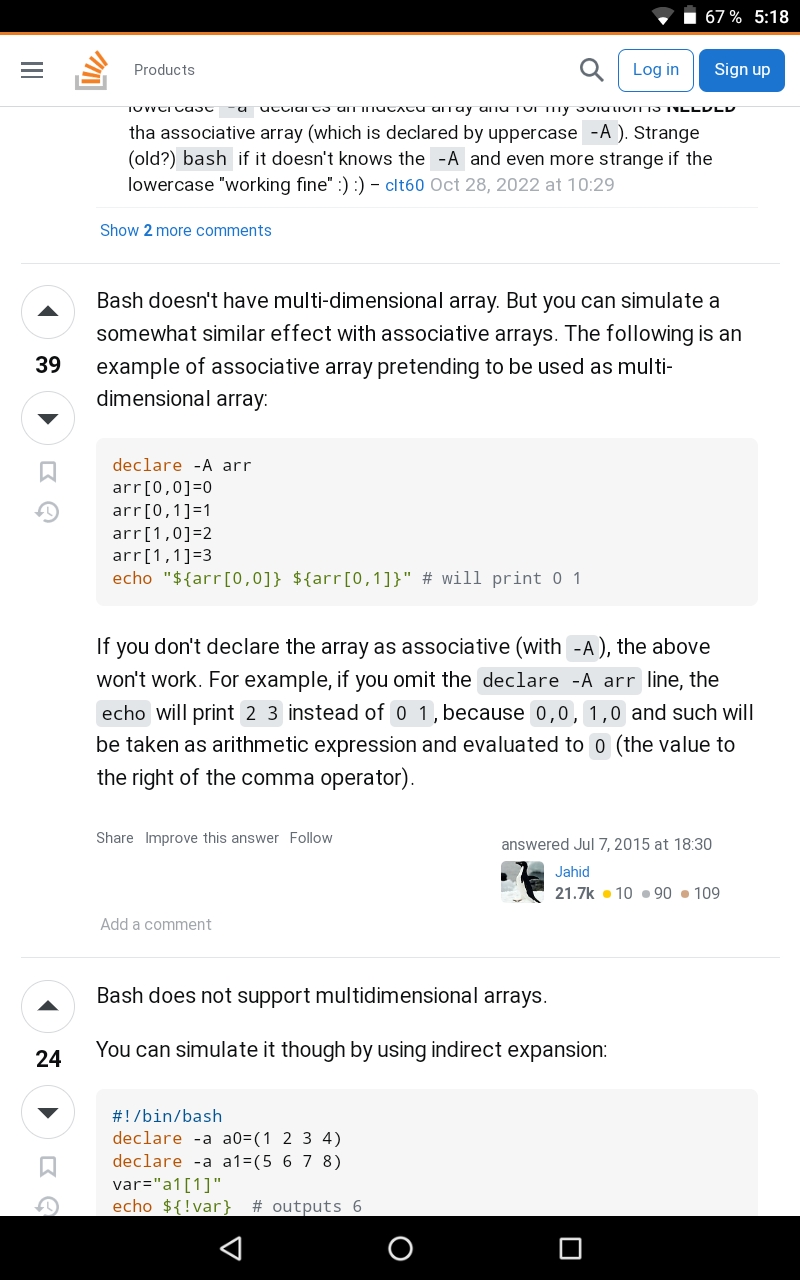 67 % 5:18
Products
Log in
Sign up
lowercase -a declares an indexed array and for my solution is NEEDED
tha associative array (which is declared by uppercase -A ). Strange
(old?) bash if it doesn't knows the -A and even more strange if the
lowercase "working fine" :) :) – clt60 Oct 28, 2022 at 10:29
Show 2 more comments
39
Bash doesn't have multi-dimensional array. But you can simulate a
somewhat similar effect with associative arrays. The following is an
example of associative array pretending to be used as multi-
dimensional array:
declare -A arr
arr[0,0]=0
arr[0,1]=1
arr[1,0]=2
arr[1,1]=3
echo "${arr[0,0]} ${arr[0,1]}" # will print 0 1
If you don't declare the array as associative (with -A), the above
won't work. For example, if you omit the declare -A arr line, the
echo will print 2 3 instead of 0 1, because 0,0, 1,0 and such will
be taken as arithmetic expression and evaluated to 0 (the value to
the right of the comma operator).
Share Improve this answer Follow
answered Jul 7, 2015 at 18:30
Jahid
21.7k 10 90 109
Add a comment
24
Bash does not support multidimensional arrays.
You can simulate it though by using indirect expansion:
#!/bin/bash
declare -a a0=(1 2 3 4)
declare -a a1=(5 6 7 8)
var="a1[1]"
echo ${!var} # outputs 6